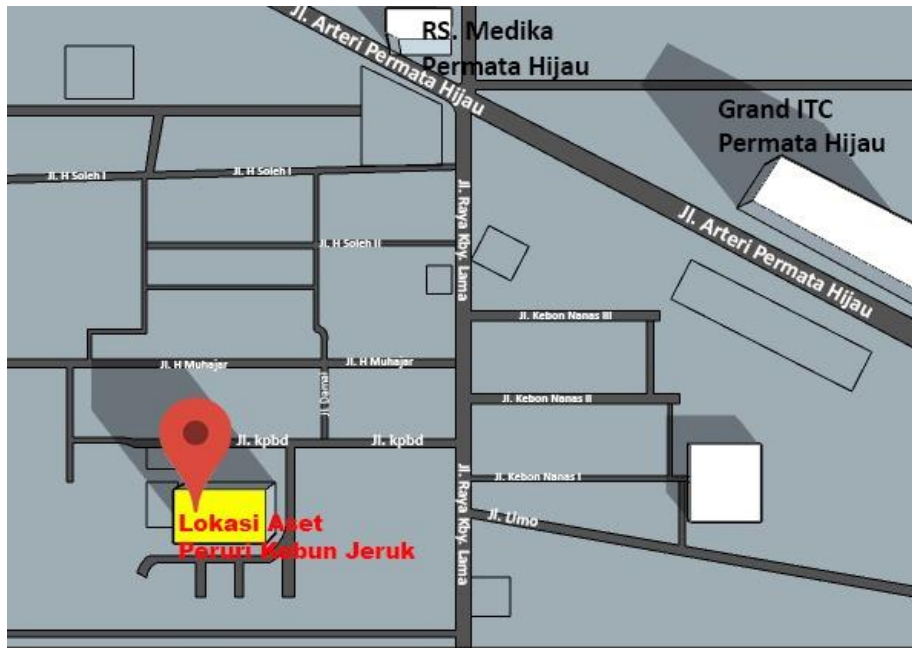 Jl. Arteri Permata Hijau
RS. Medika
Permata Hijau
Grand ITC
Permata Hijau
Jl. H Soleh I
Jl. H Soleh I
Jl. Raya Kby. Lama
Jl. Arteri Permata Hijau
Jl. H Soleh II
Jl. Kebon Nanas III
Jl. H Muhajar
Jl. H Muhajar
Jl. Kebon Nanas II
Jl. kpbd
Jl. kpbd
Jl. Raya Kby. Lama
Jl. Kebon Nanas I
Jl. Limo
Lokasi Aset
Peruri Kebun Jeruk